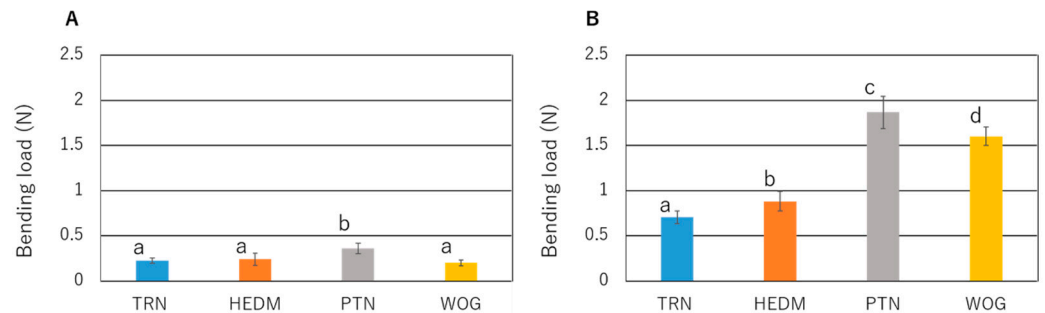 A
Bending load (N)
2.5
2
1.5
1
0.5
0
a
a
b
a
TRN HEDM PTN WOG
B
Bending load (N)
2.5
2
1.5
1
0.5
0
a
b
c
d
TRN HEDM PTN WOG